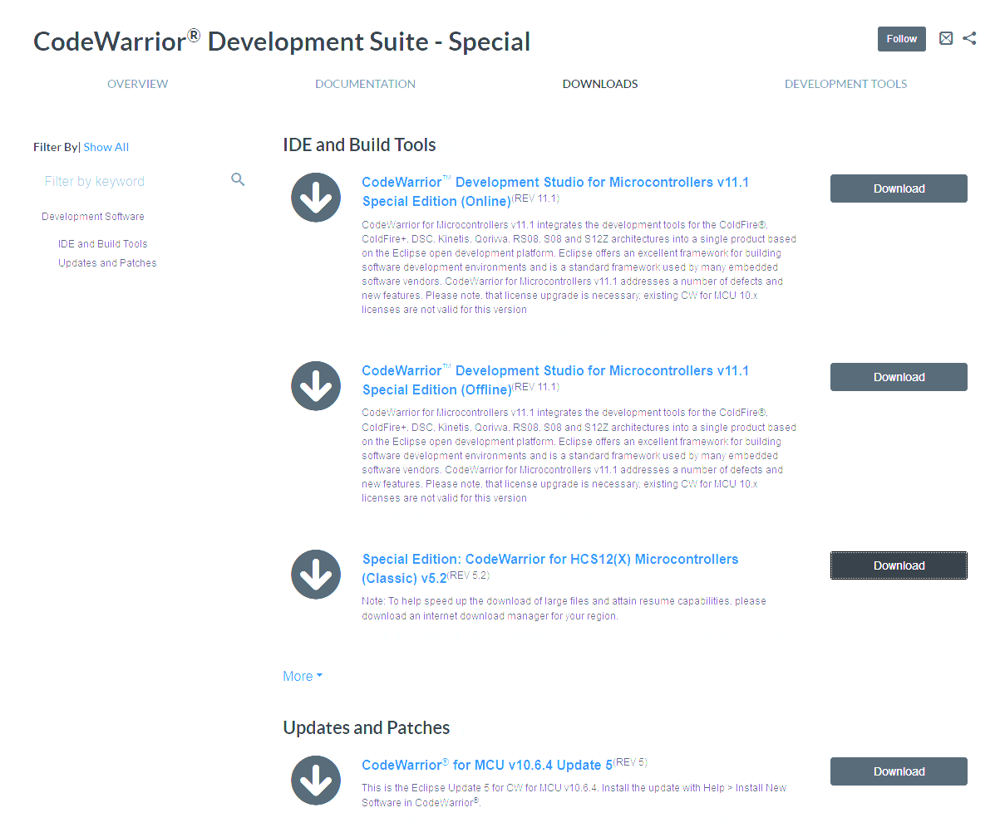 CodeWarrior® Development Suite - Special
Follow
OVERVIEW
DOCUMENTATION
DOWNLOADS
DEVELOPMENT TOOLS
Filter By| Show All
Filter by keyword
Development Software
IDE and Build Tools
Updates and Patches
IDE and Build Tools
CodeWarrior™ Development Studio for Microcontrollers v11.1
Special Edition (Online)(REV 11.1)
Download
CodeWarrior for Microcontrollers v11.1 integrates the development tools for the ColdFire®,
ColdFire+, DSC, Kinetis, Qoriwa, RS08, S08 and S12Z architectures into a single product based
on the Eclipse open development platform. Eclipse offers an excellent framework for building
software development environments and is a standard framework used by many embedded
software vendors. CodeWarrior for Microcontrollers v11.1 addresses a number of defects and
new features. Please note, that license upgrade is necessary, existing CW for MCU 10.x
licenses are not valid for this version
CodeWarrior™ Development Studio for Microcontrollers v11.1
Special Edition (Offline)(REV 11.1)
Download
CodeWarrior for Microcontrollers v11.1 integrates the development tools for the ColdFire®,
ColdFire+, DSC, Kinetis, Qoriwa, RS08, S08 and S12Z architectures into a single product based
on the Eclipse open development platform. Eclipse offers an excellent framework for building
software development environments and is a standard framework used by many embedded
software vendors. CodeWarrior for Microcontrollers v11.1 addresses a number of defects and
new features. Please note, that license upgrade is necessary, existing CW for MCU 10.x
licenses are not valid for this version
Special Edition: CodeWarrior for HCS12(X) Microcontrollers
(Classic) v5.2(REV 5.2)
Download
Note: To help speed up the download of large files and attain resume capabilities, please
download an internet download manager for your region.
More
Updates and Patches
CodeWarrior® for MCU v10.6.4 Update 5(REV 5)
Download
This is the Eclipse Update 5 for CW for MCU v10.6.4. Install the update with Help > Install New
Software in CodeWarrior®.